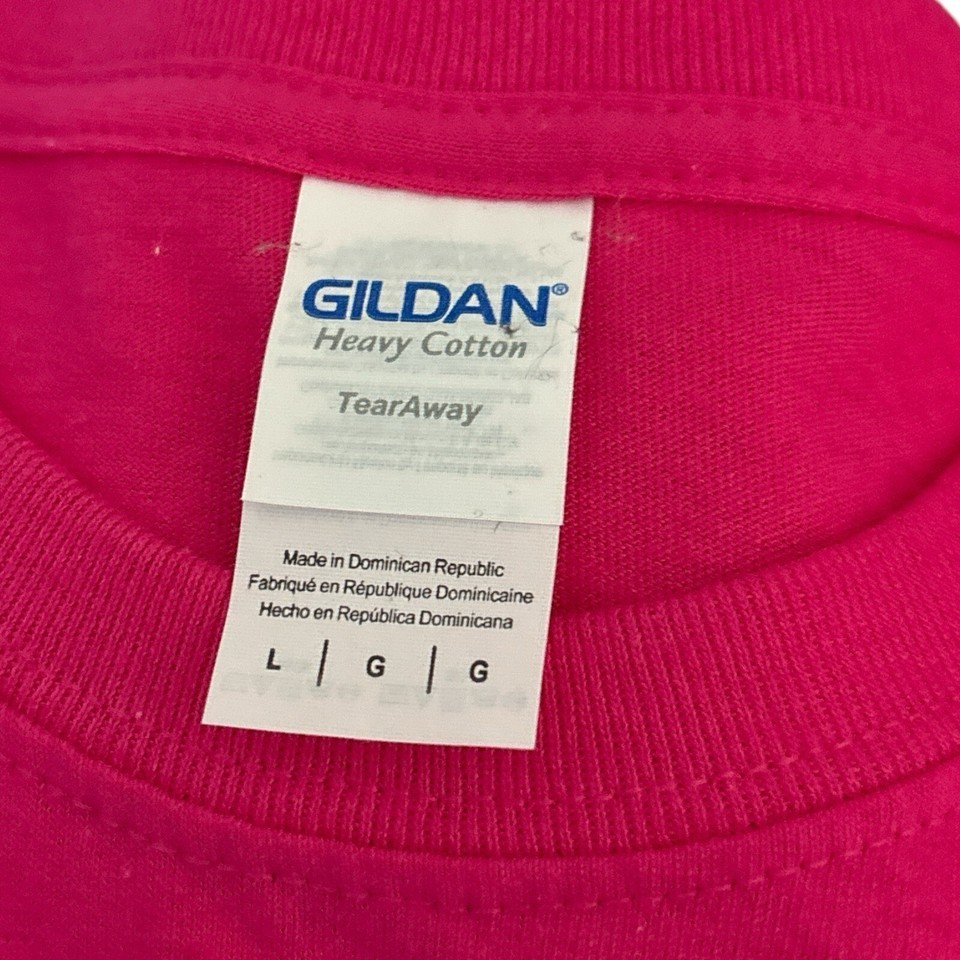 GILDAN®
Heavy Cotton
TearAway
Made in Dominican Republic
Fabriqué en République Dominicaine
Hecho en República Dominicana
L | G | G